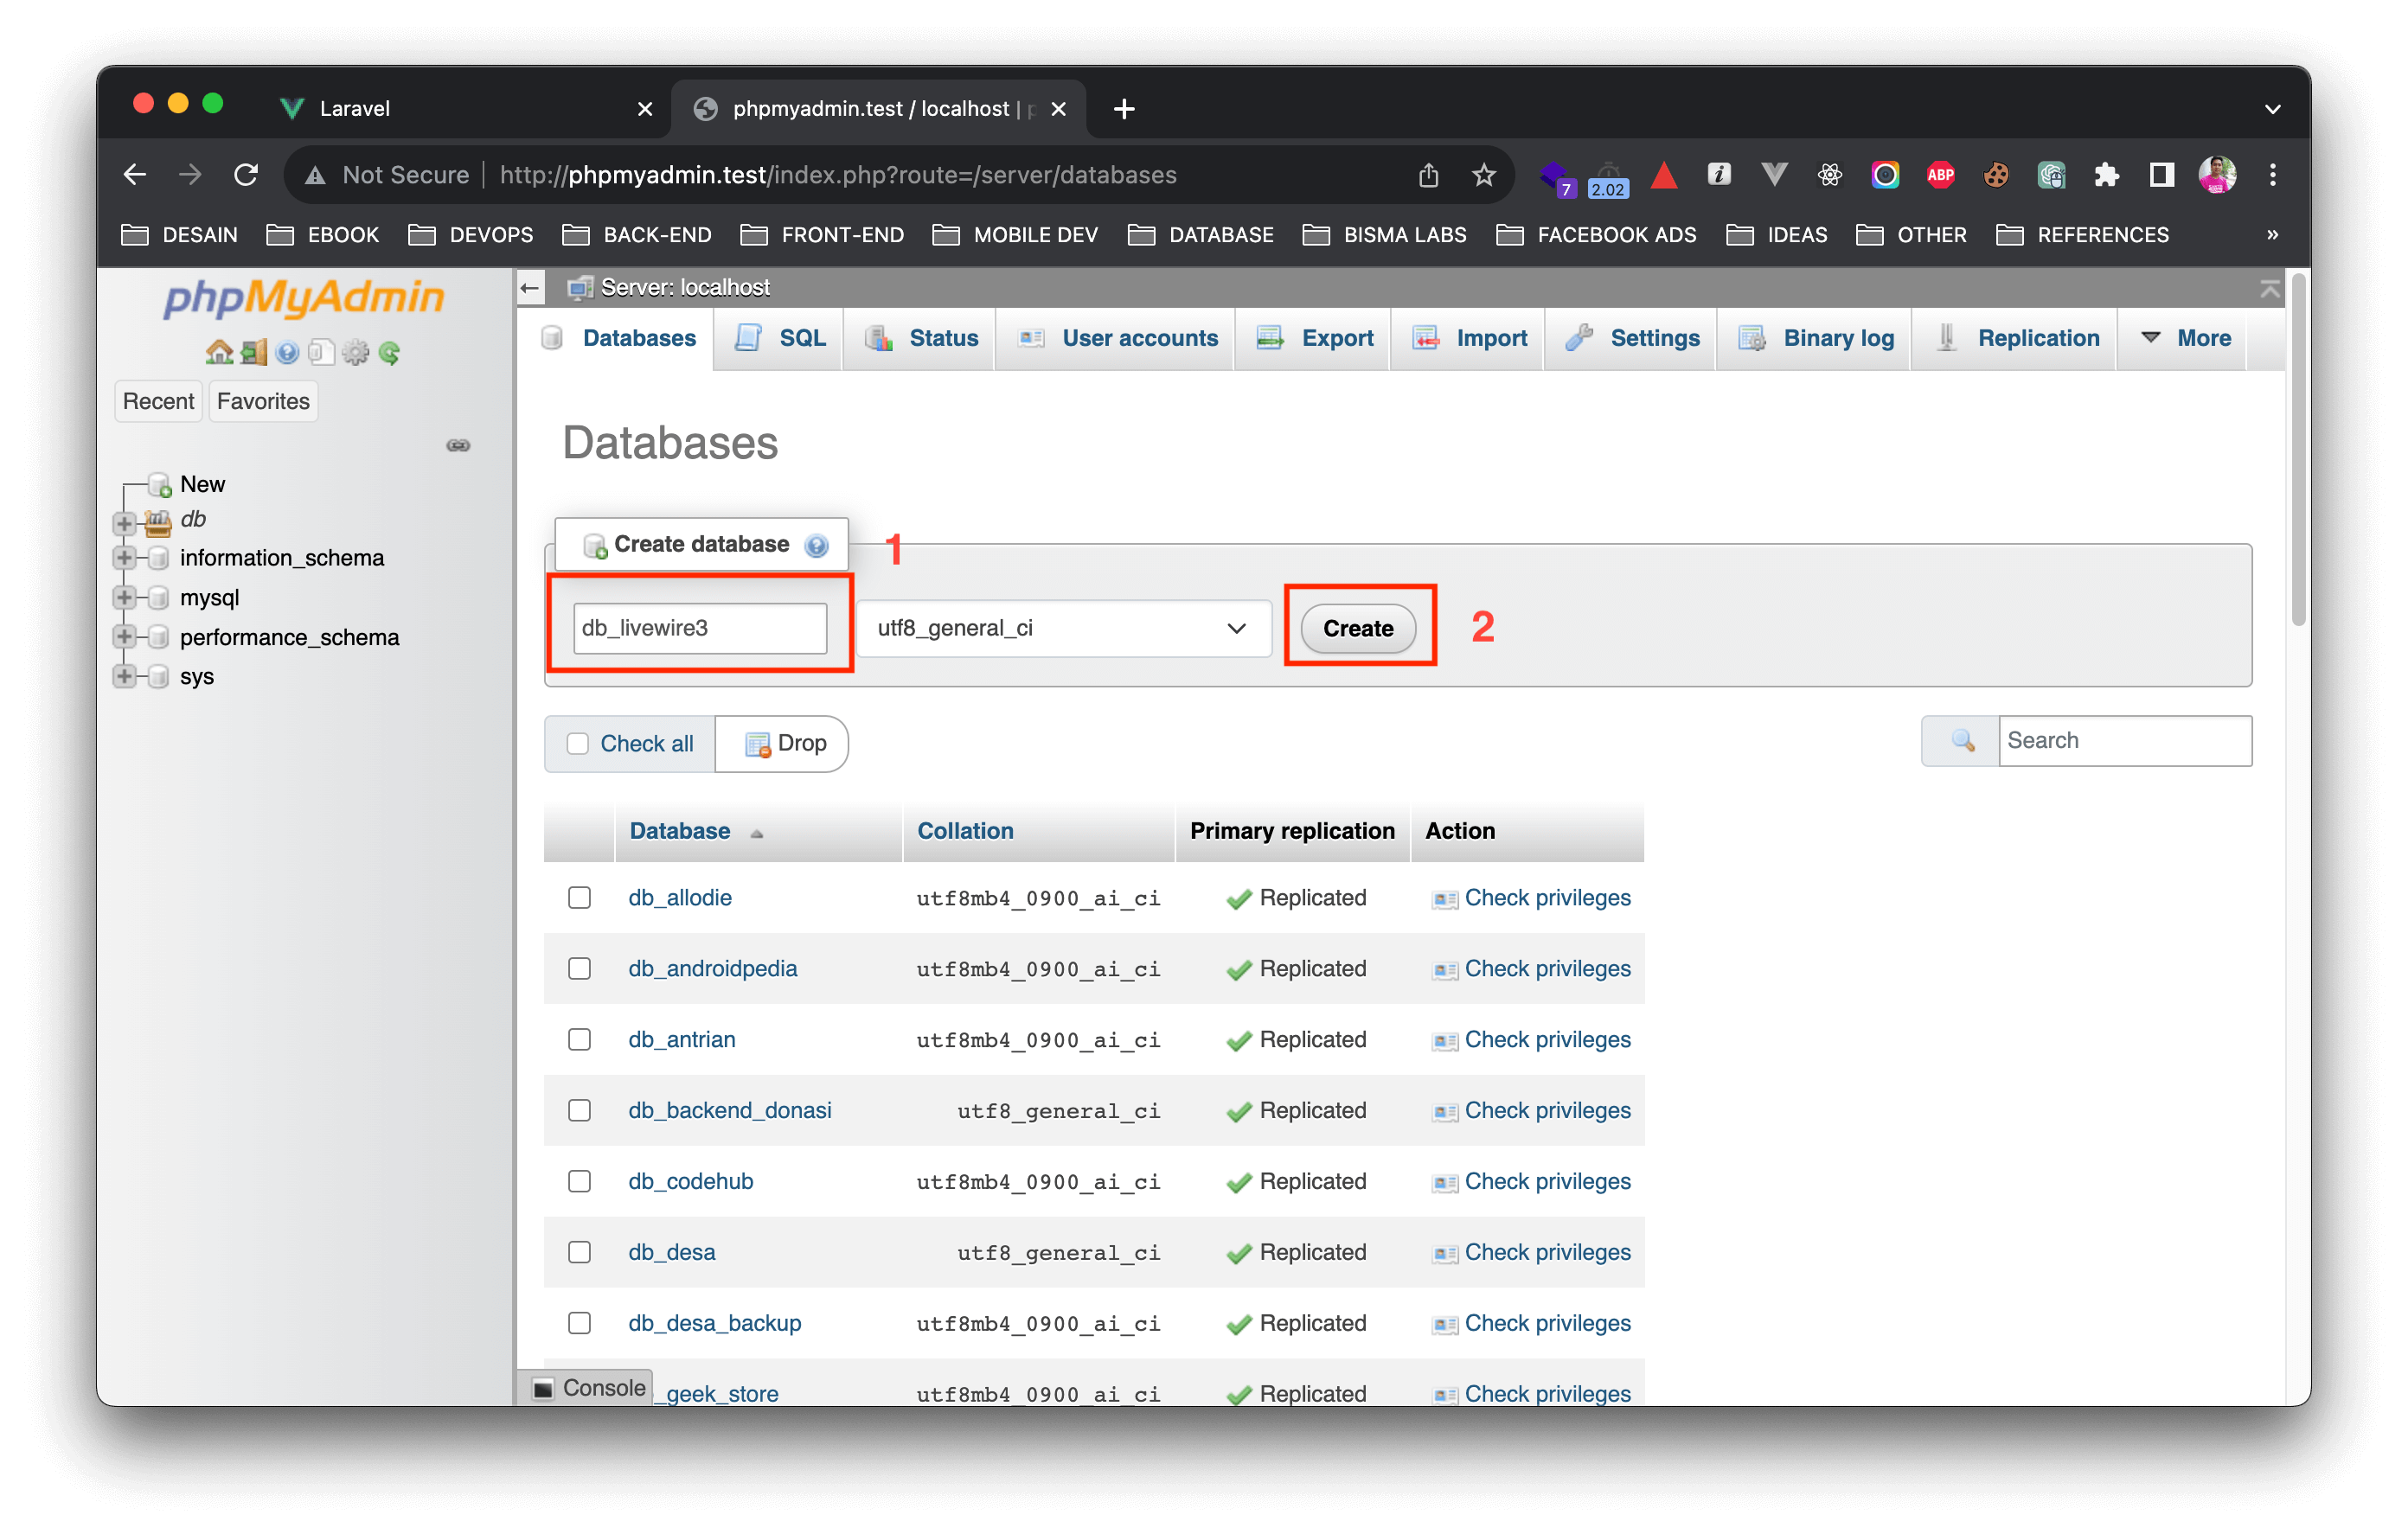 Laravel
phpmyadmin.test / localhost |
7
2.02
ABP
Not Secure http://phpmyadmin.test/index.php?route=/server/databases
DESAIN EBOOK DEVOPS BACK-END FRONT-END MOBILE DEV DATABASE BISMA LABS FACEBOOK ADS IDEAS OTHER REFERENCES »
phpMyAdmin
Recent Favorites
New
db
information_schema
mysql
performance_schema
sys
Server: localhost
Databases SQL Status User accounts Export Import Settings Binary log Replication More
Databases
Create database 1
db_livewire3 utf8_general_ci Create 2
Check all Drop Search
Database Collation Primary replication Action
db_allodie utf8mb4_0900_ai_ci Replicated Check privileges
db_androidpedia utf8mb4_0900_ai_ci Replicated Check privileges
db_antrian utf8mb4_0900_ai_ci Replicated Check privileges
db_backend_donasi utf8_general_ci Replicated Check privileges
db_codehub utf8mb4_0900_ai_ci Replicated Check privileges
db_desa utf8_general_ci Replicated Check privileges
db_desa_backup utf8mb4_0900_ai_ci Replicated Check privileges
_geek_store utf8mb4_0900_ai_ci Replicated Check privileges
Console